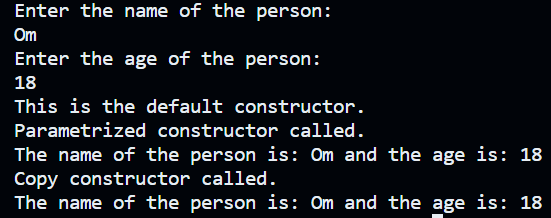 Enter the name of the person:
Om
Enter the age of the person:
18
This is the default constructor.
Parametrized constructor called.
The name of the person is: Om and the age is: 18
Copy constructor called.
The name of the person is: Om and the age is: 18